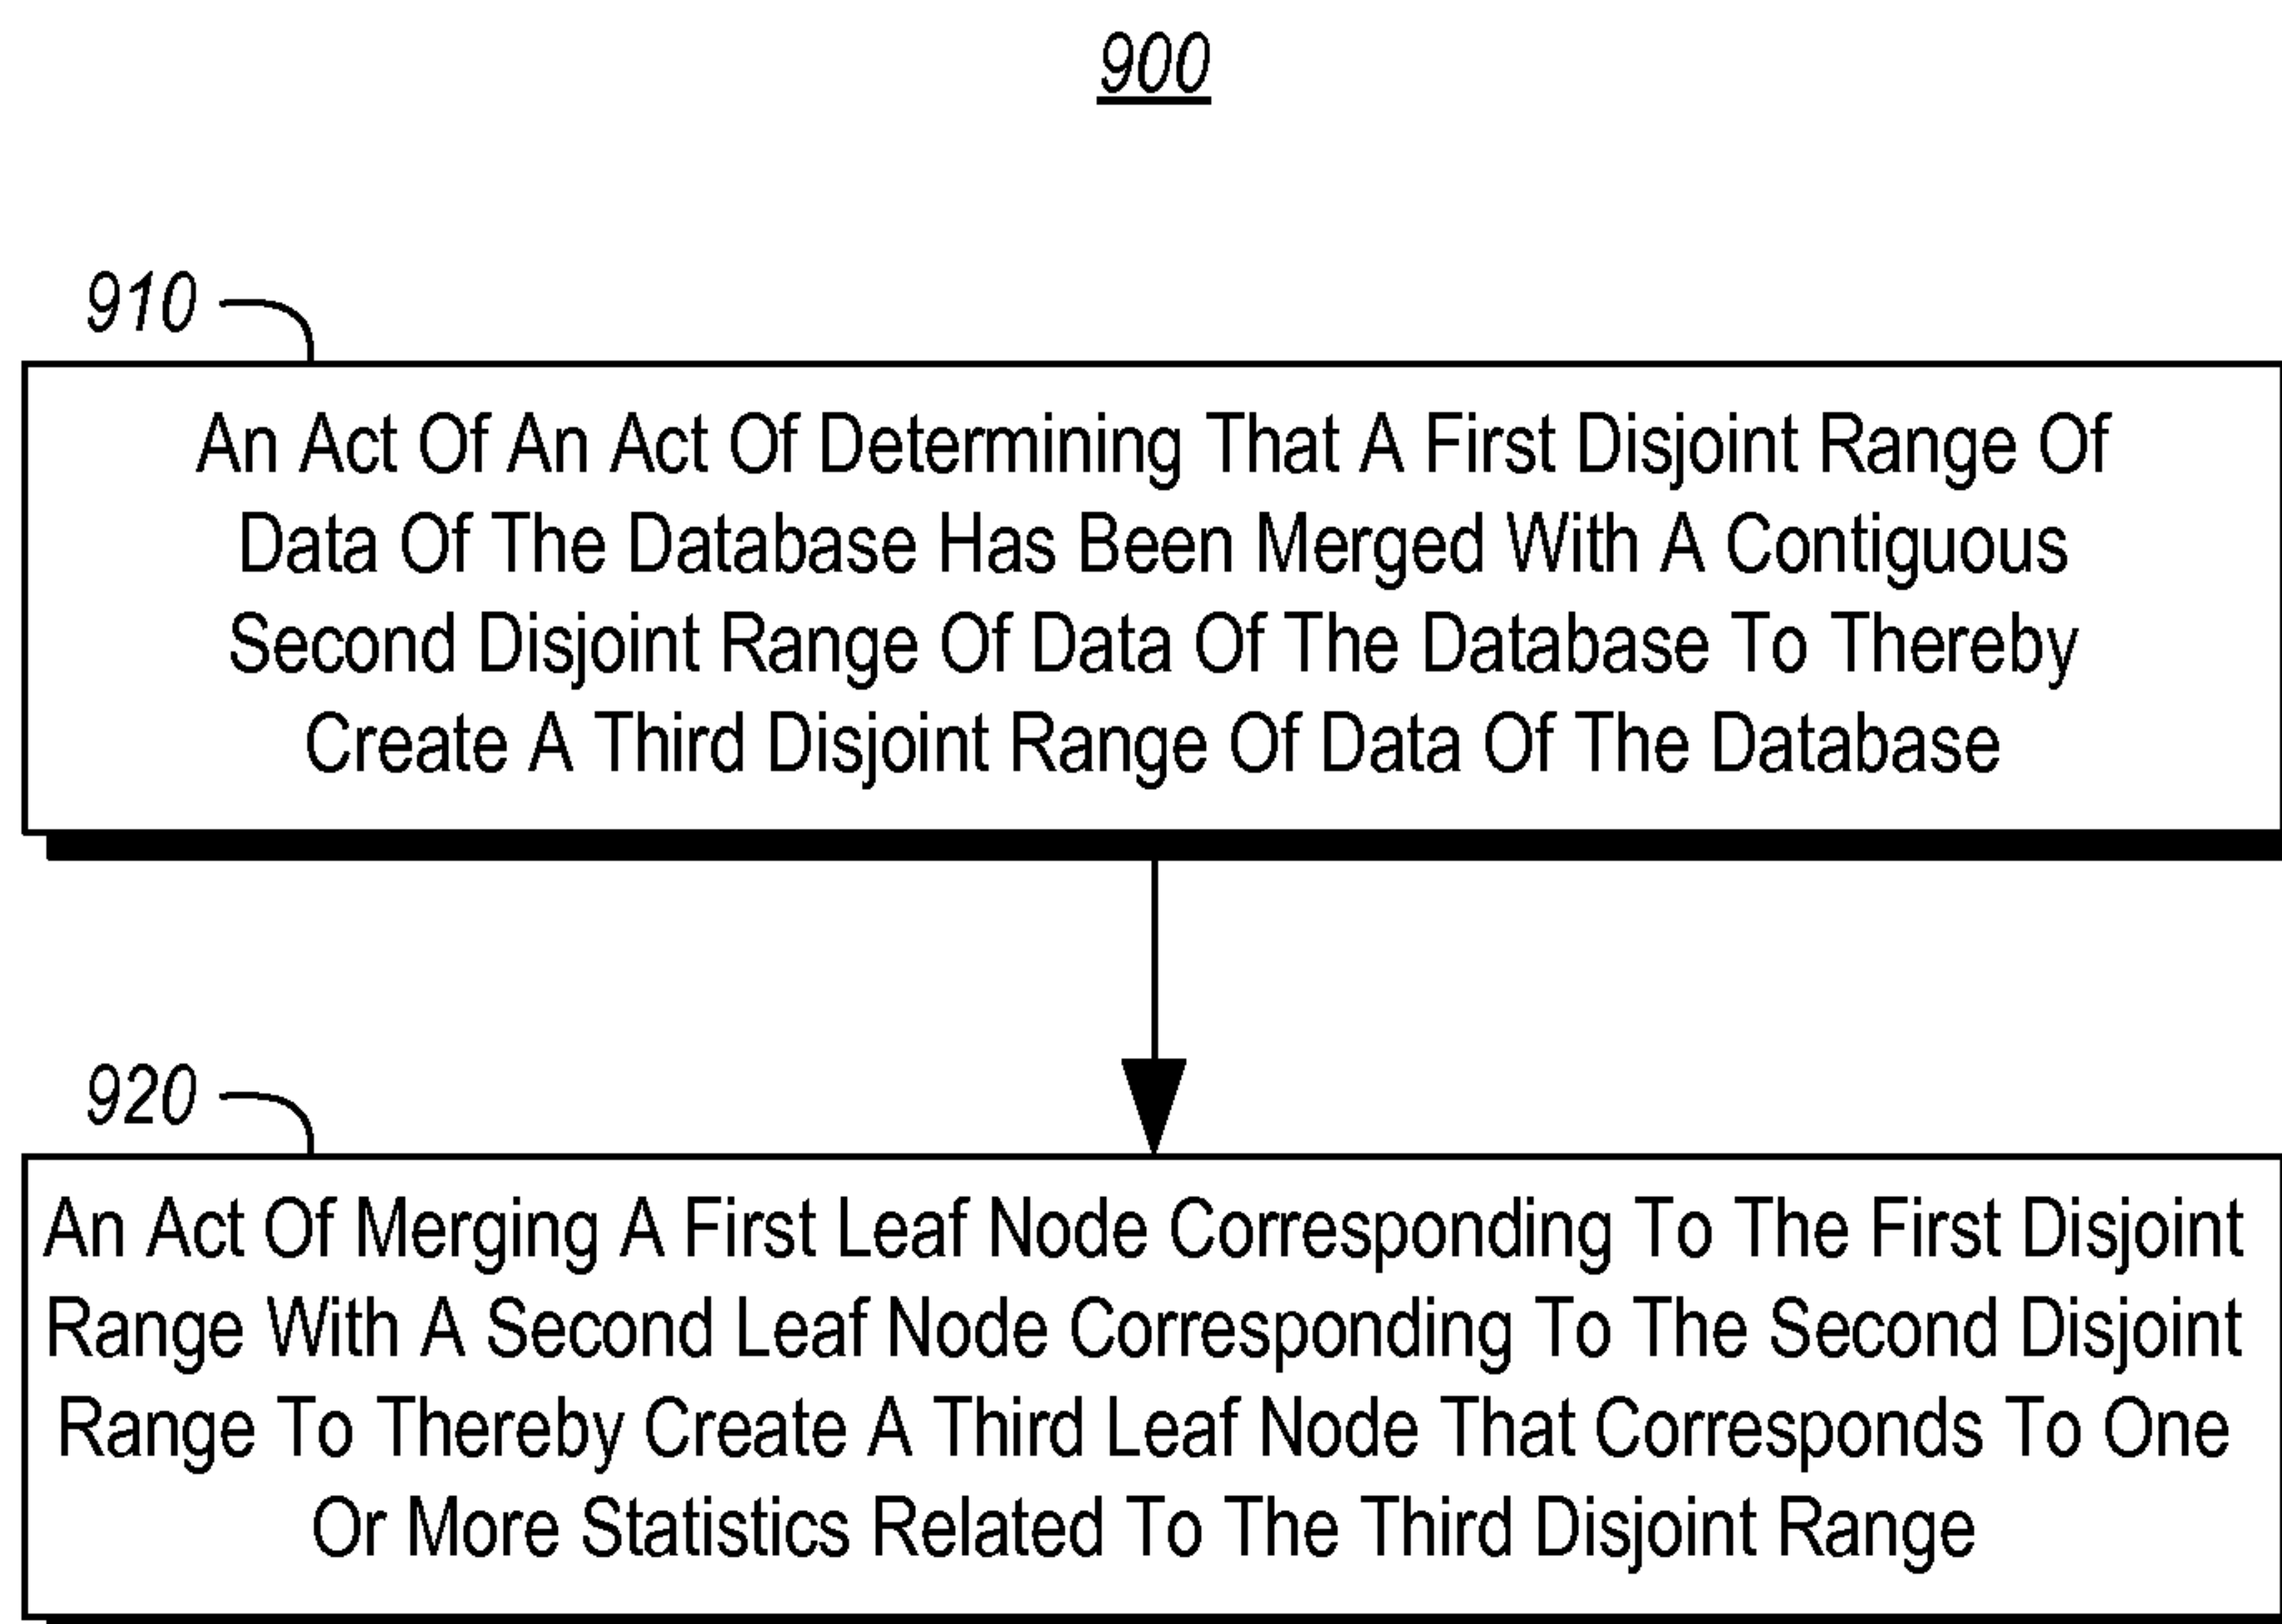 900
910
An Act Of An Act Of Determining That A First Disjoint Range Of
Data Of The Database Has Been Merged With A Contiguous
Second Disjoint Range Of Data Of The Database To Thereby
Create A Third Disjoint Range Of Data Of The Database
920
An Act Of Merging A First Leaf Node Corresponding To The First Disjoint
Range With A Second Leaf Node Corresponding To The Second Disjoint
Range To Thereby Create A Third Leaf Node That Corresponds To One
Or More Statistics Related To The Third Disjoint Range